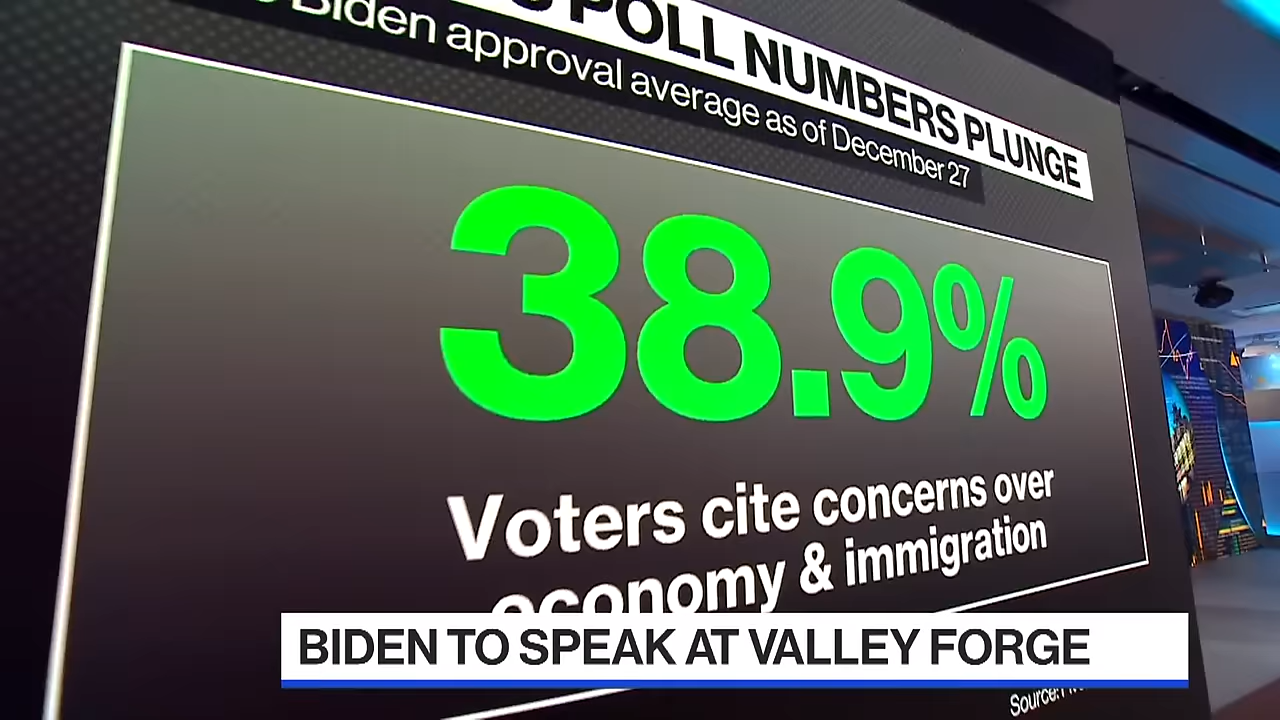 POLL NUMBERS PLUNGE
Biden approval average as of December 27
38.9%
Voters cite concerns over
economy & immigration
BIDEN TO SPEAK AT VALLEY FORGE
Source: